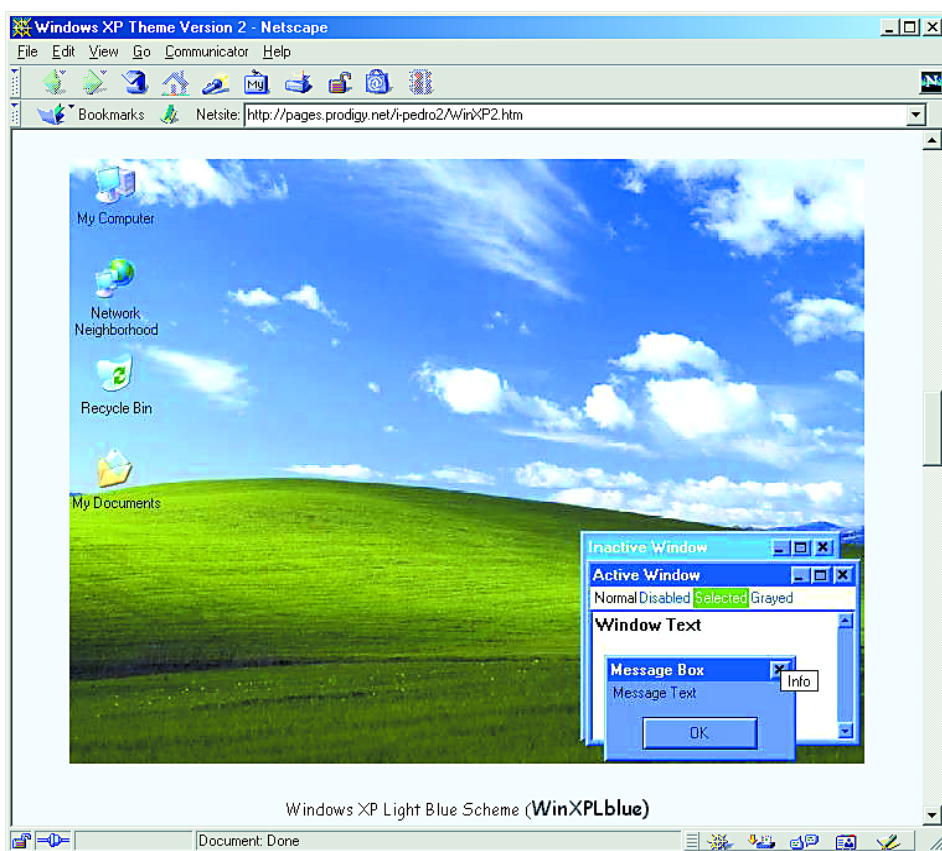 Windows XP Theme Version 2 - Netscape
File Edit View Go Communicator Help
My
N
Bookmarks Netsite: http://pages.prodigy.net/i-pedro2/WinXP2.htm
My Computer
Network
Neighborhood
Recycle Bin
My Documents
Inactive Window
Active Window
Normal Disabled Selected Grayed
Window Text
Message Box
Info
Message Text
OK
Windows XP Light Blue Scheme (WinXPLblue)
Document: Done